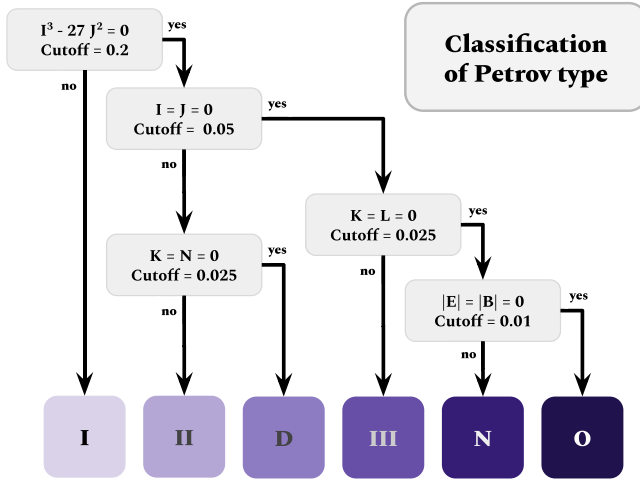 Classification
of Petrov type
I³ - 27 J² = 0
Cutoff = 0.2
yes
no
I = J = 0
Cutoff =  0.05
yes
no
K = L = 0
Cutoff = 0.025
yes
no
K = N = 0
Cutoff = 0.025
yes
no
|E| = |B| = 0
Cutoff = 0.01
yes
no
I
II
D
III
N
O